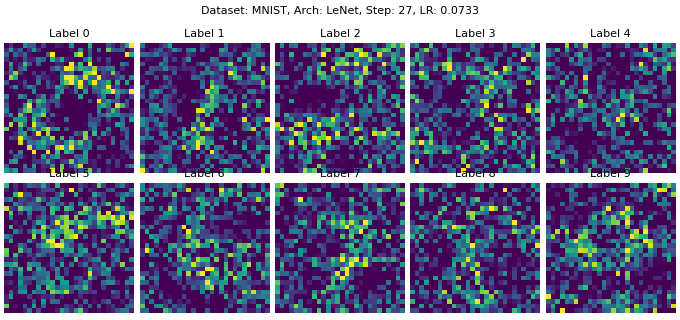 Dataset: MNIST, Arch: LeNet, Step: 27, LR: 0.0733
Label 0 Label 1 Label 2 Label 3 Label 4
Label 5 Label 6 Label 7 Label 8 Label 9